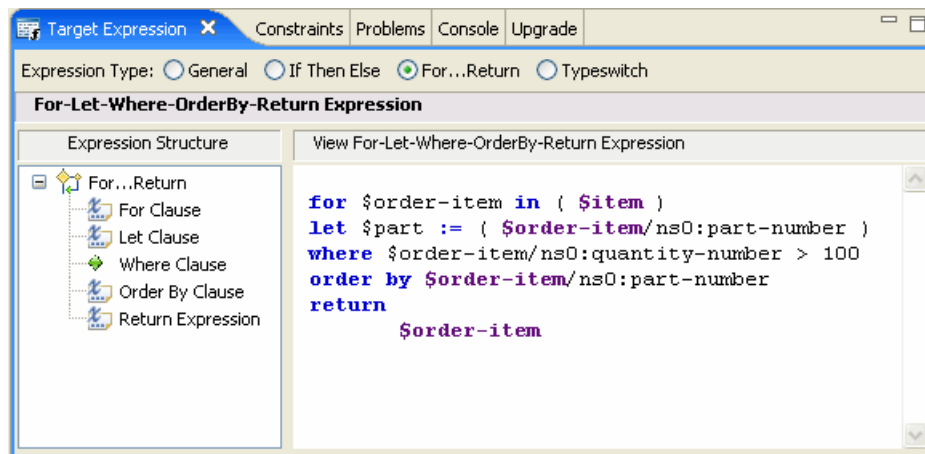 Target Expression Constraints Problems Console Upgrade
Expression Type: General If Then Else For...Return Typeswitch
For-Let-Where-OrderBy-Return Expression
Expression Structure
For...Return
For Clause
Let Clause
Where Clause
Order By Clause
Return Expression
View For-Let-Where-OrderBy-Return Expression
for $order-item in ( $item )
let $part := ( $order-item/ns0:part-number )
where $order-item/ns0:quantity-number > 100
order by $order-item/ns0:part-number
return
$order-item